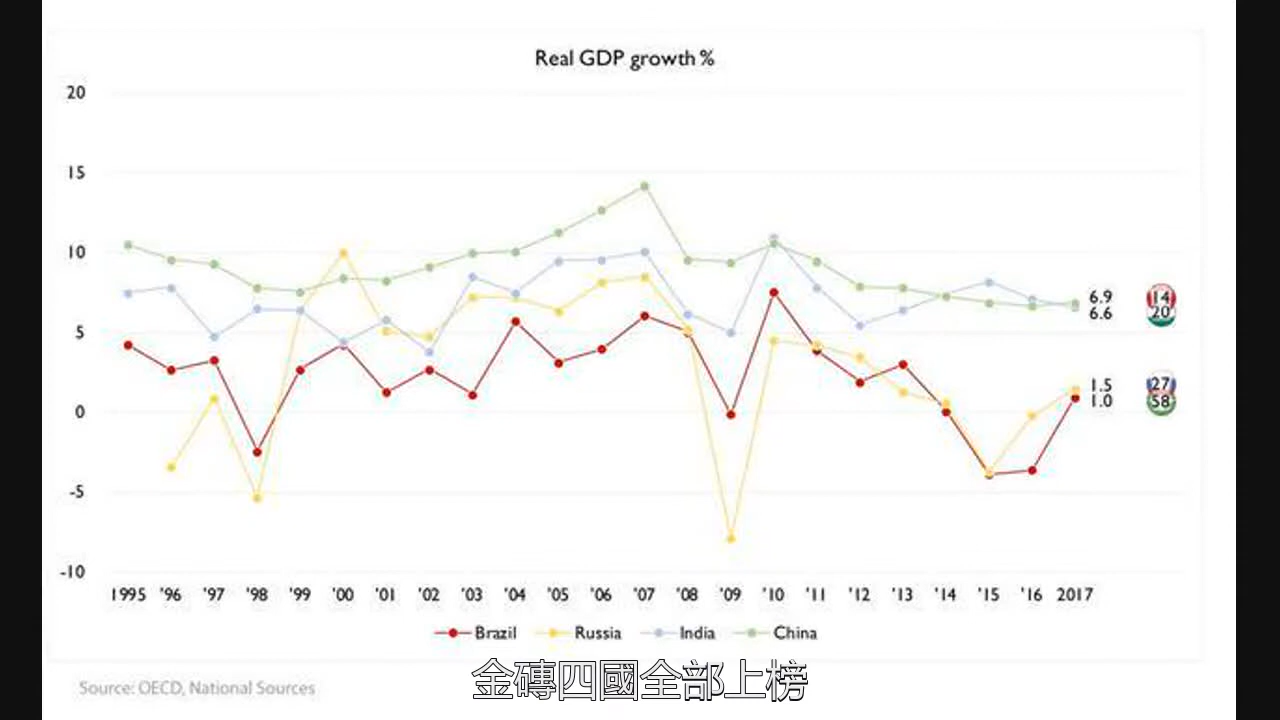 Real GDP growth %
20
15
10
5
0
-5
-10
6.9 14
6.6 20
1.5 27
1.0 58
1995 '96 '97 '98 '99 '00 '01 '02 '03 '04 '05 '06 '07 '08 '09 '10 '11 '12 '13 '14 '15 '16 2017
Brazil Russia India China
金磚四國全部上榜
Source: OECD, National Sources